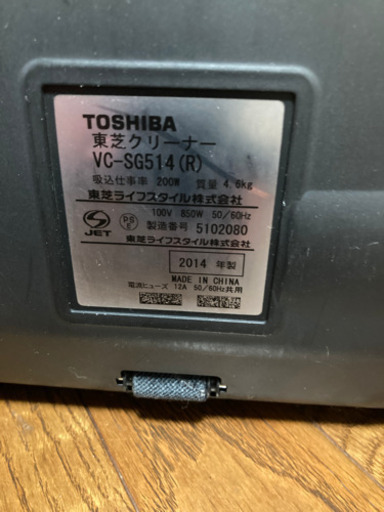 TOSHIBA
東芝クリーナー
VC-SG514(R)
吸込仕事率 200W 質量 4.6kg
東芝ライフスタイル株式会社
100V 850W 50/60Hz
JET PS E 製造番号 5102080
東芝ライフスタイル株式会社
2014 年製
MADE IN CHINA
電流ヒューズ 12A 50/60Hz共用